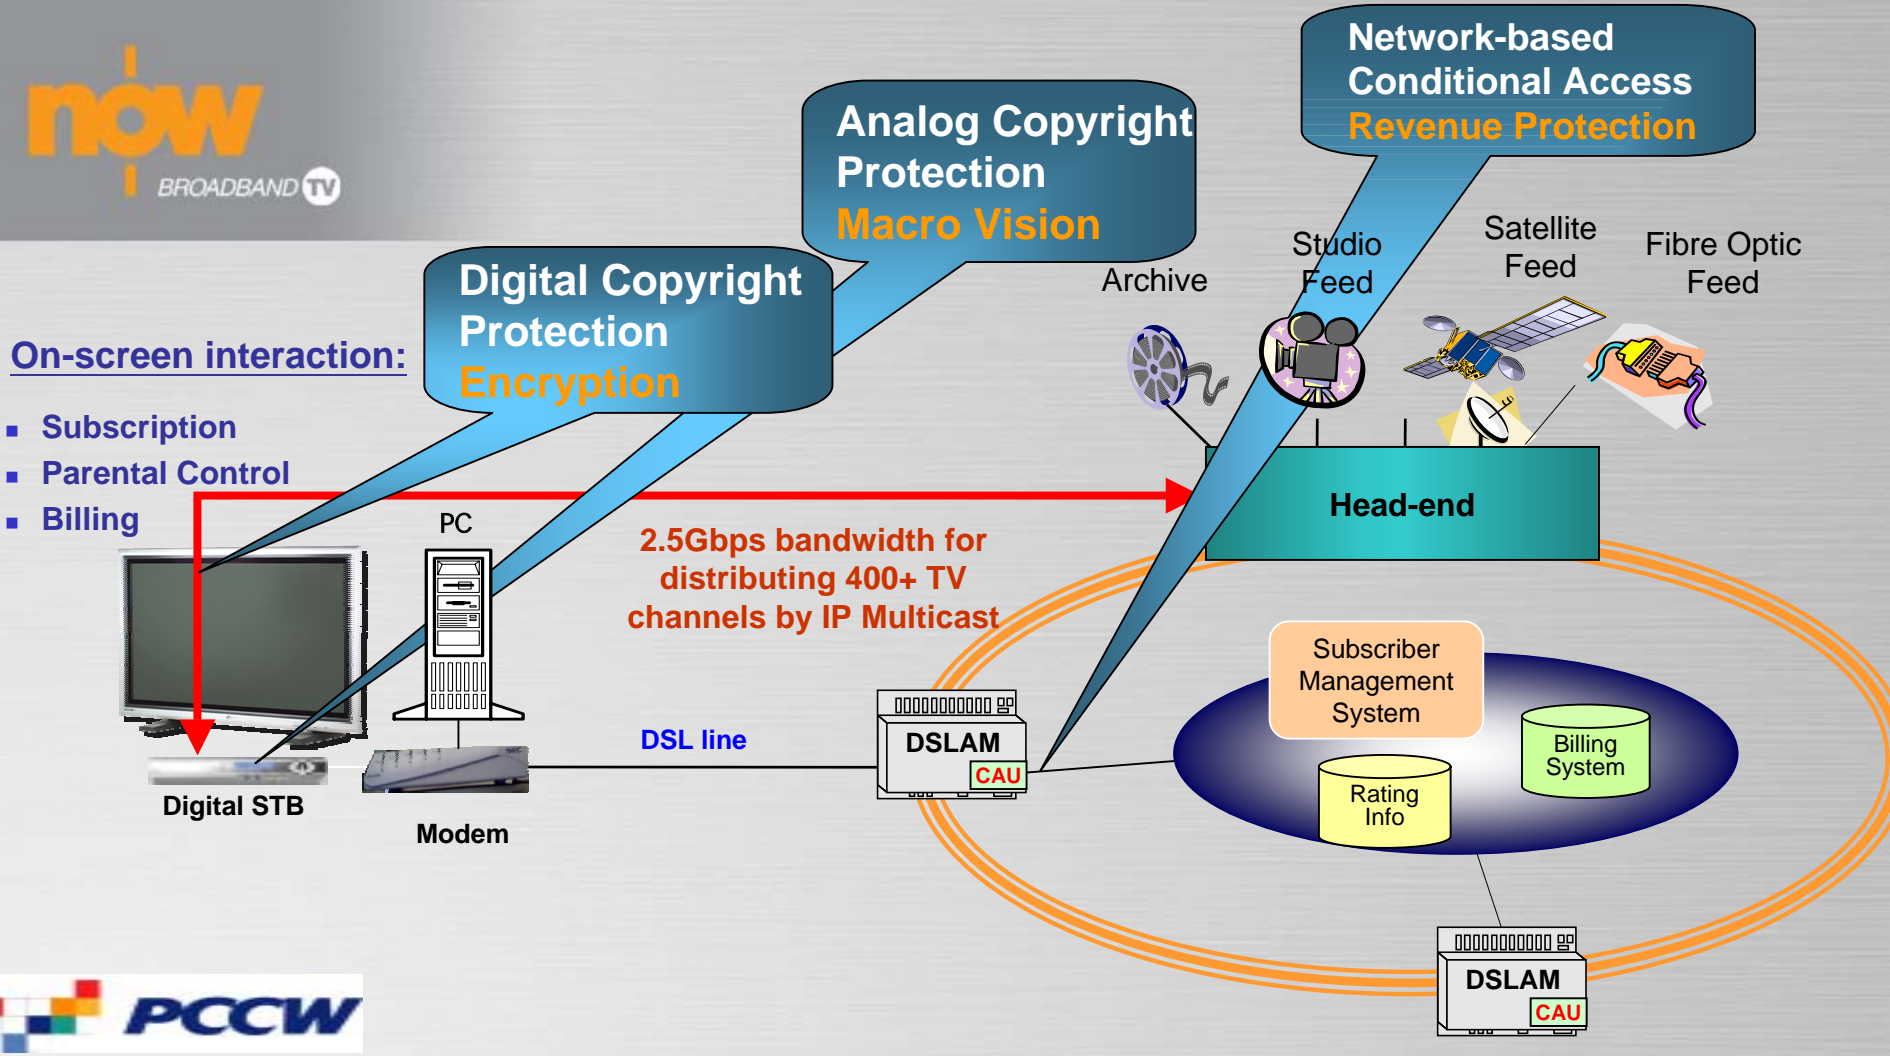 now
BROADBAND TV
Network-based
Conditional Access
Revenue Protection
Analog Copyright
Protection
Macro Vision
Digital Copyright
Protection
Encryption
Archive
Studio
Feed
Satellite
Feed
Fibre Optic
Feed
On-screen interaction:
Subscription
Parental Control
Billing
PC
2.5Gbps bandwidth for
distributing 400+ TV
channels by IP Multicast
Head-end
Subscriber
Management
System
Billing
System
Rating
Info
DSL line
DSLAM
CAU
Digital STB
Modem
DSLAM
CAU
PCCW